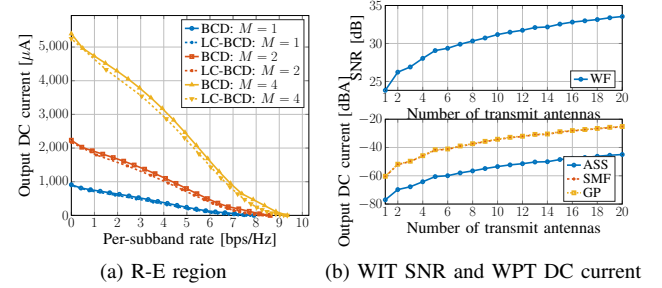 Output DC current [μA]
5,000
4,000
3,000
2,000
1,000
0
0 1 2 3 4 5 6 7 8 9 10
Per-subband rate [bps/Hz]
BCD: M = 1
LC-BCD: M = 1
BCD: M = 2
LC-BCD: M = 2
BCD: M = 4
LC-BCD: M = 4
(a) R-E region
SNR [dB]
35
30
25
WF
1 2 4 6 8 10 12 14 16 18 20
Number of transmit antennas
Output DC current [dBA]
−20
−40
−60
−80
ASS
SMF
GP
1 2 4 6 8 10 12 14 16 18 20
Number of transmit antennas
(b) WIT SNR and WPT DC current